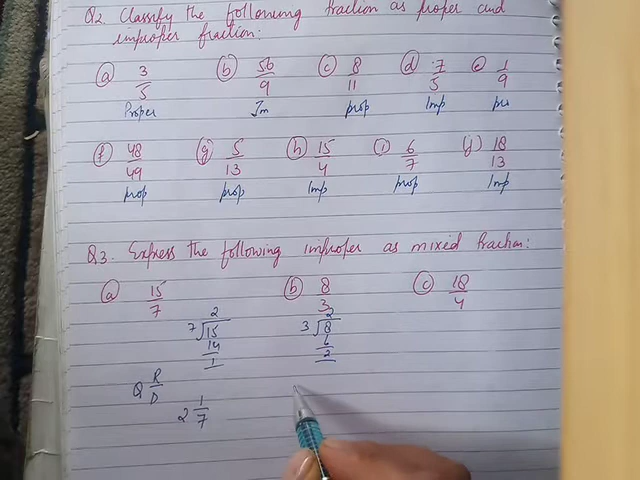 Q2. Classify the following fraction as proper and
improper fraction:
(a) 3/5 (b) 56/9 (c) 8/11 (d) 7/5 (e) 1/9
Proper Im prop Imp pro
(f) 48/49 (g) 5/13 (h) 15/4 (i) 6/7 (j) 18/13
prop prop Imp prop Imp
Q3. Express the following improper as mixed fraction:
(a) 15/7 (b) 8/3 (c) 18/4
2 2
7√15 3√8
14 6
1 2
Q R/D
2 1/7